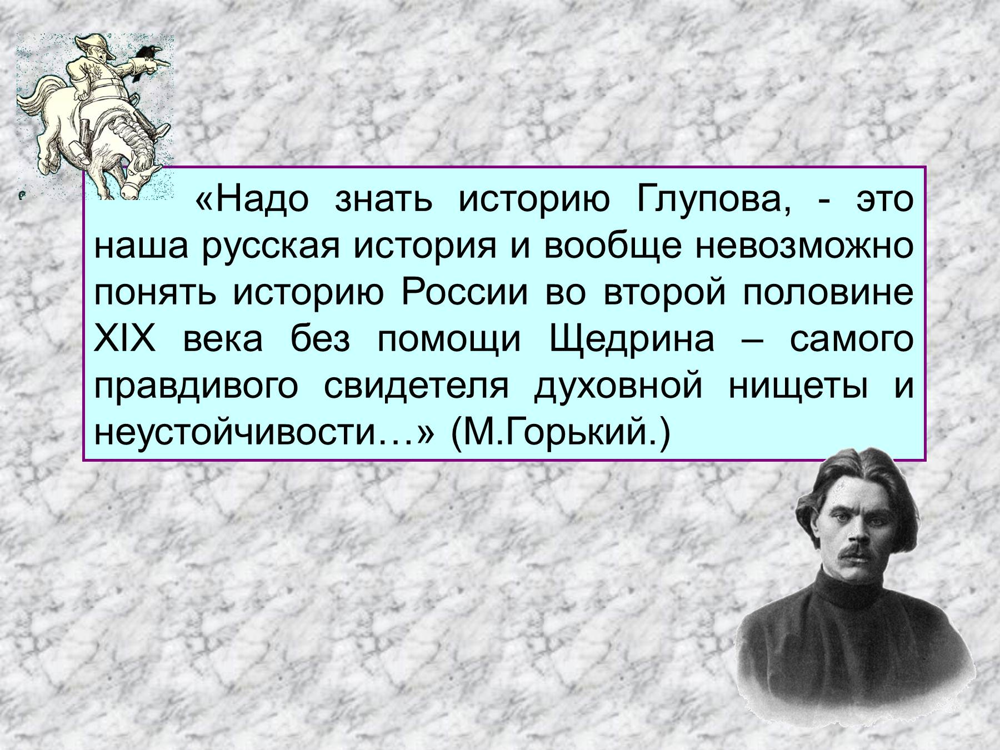 «Надо знать историю Глупова, - это
наша русская история и вообще невозможно
понять историю России во второй половине
XIX века без помощи Щедрина – самого
правдивого свидетеля духовной нищеты и
неустойчивости…» (М.Горький.)